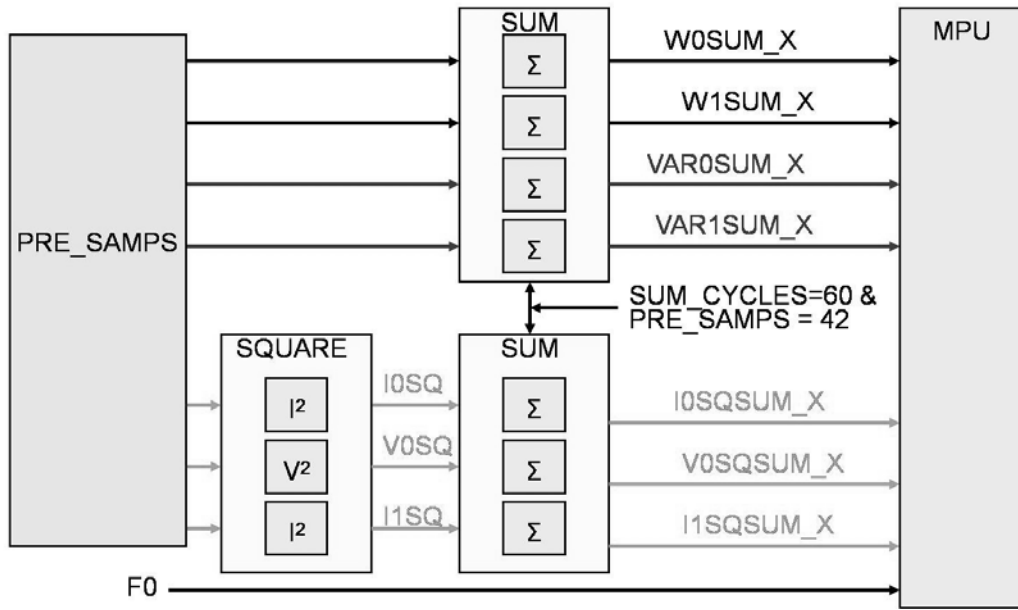 SUM
MPU
Σ
W0SUM_X
Σ
W1SUM_X
Σ
VAR0SUM_X
Σ
VAR1SUM_X
PRE_SAMPS
SUM_CYCLES=60 &
PRE_SAMPS = 42
SQUARE
SUM
I²
I0SQ
Σ
I0SQSUM_X
V²
V0SQ
Σ
V0SQSUM_X
I²
I1SQ
Σ
I1SQSUM_X
F0